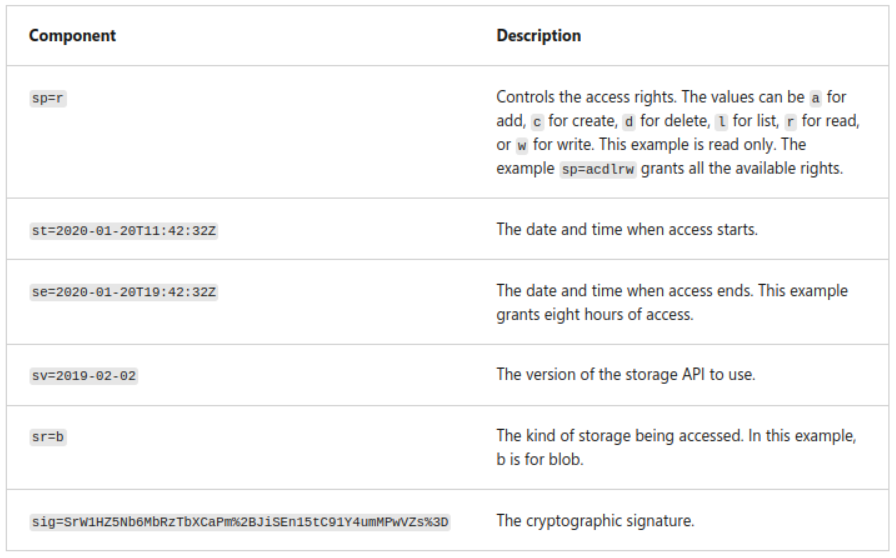 Component Description
sp=r
Controls the access rights. The values can be a for
add, c for create, d for delete, l for list, r for read,
or w for write. This example is read only. The
example sp=acdlrw grants all the available rights.
st=2020-01-20T11:42:32Z The date and time when access starts.
se=2020-01-20T19:42:32Z The date and time when access ends. This example
grants eight hours of access.
sv=2019-02-02 The version of the storage API to use.
sr=b The kind of storage being accessed. In this example,
b is for blob.
sig=SrW1HZ5Nb6MbRzTbXCaPm%2BJiSEn15tC91Y4umMPwVZs%3D The cryptographic signature.